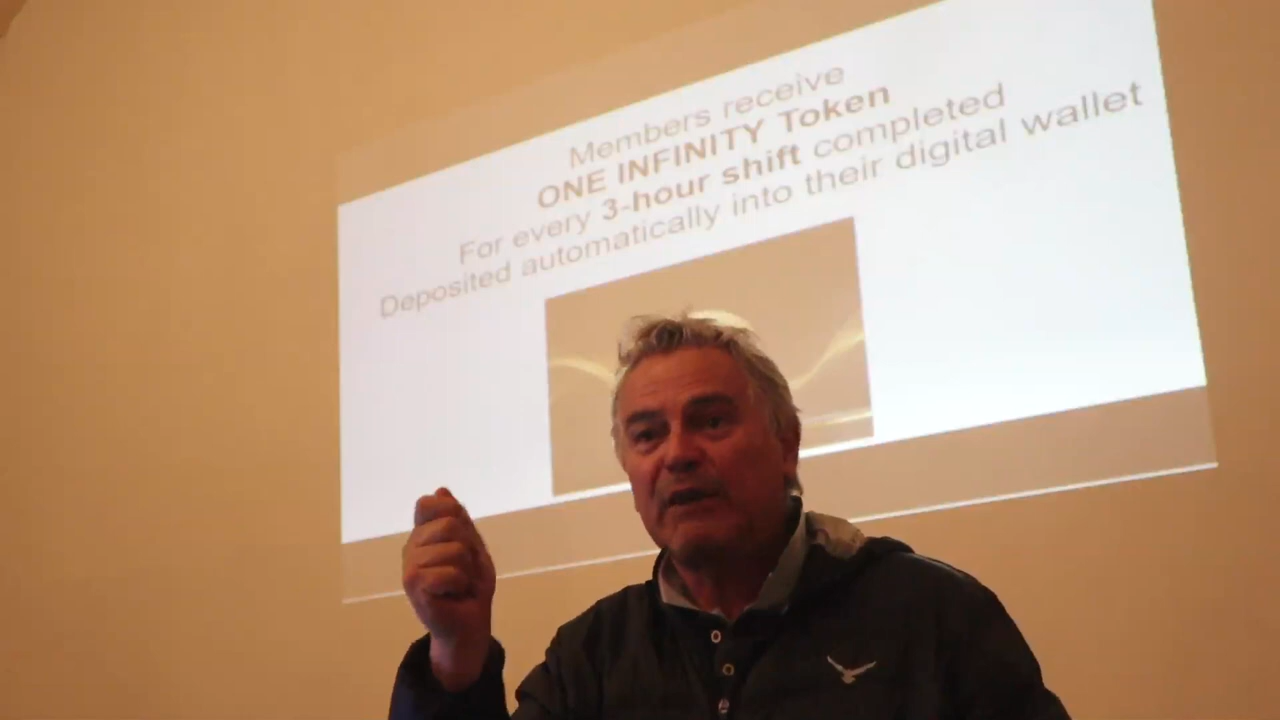 Members receive
ONE INFINITY Token
For every 3-hour shift completed
Deposited automatically into their digital wallet